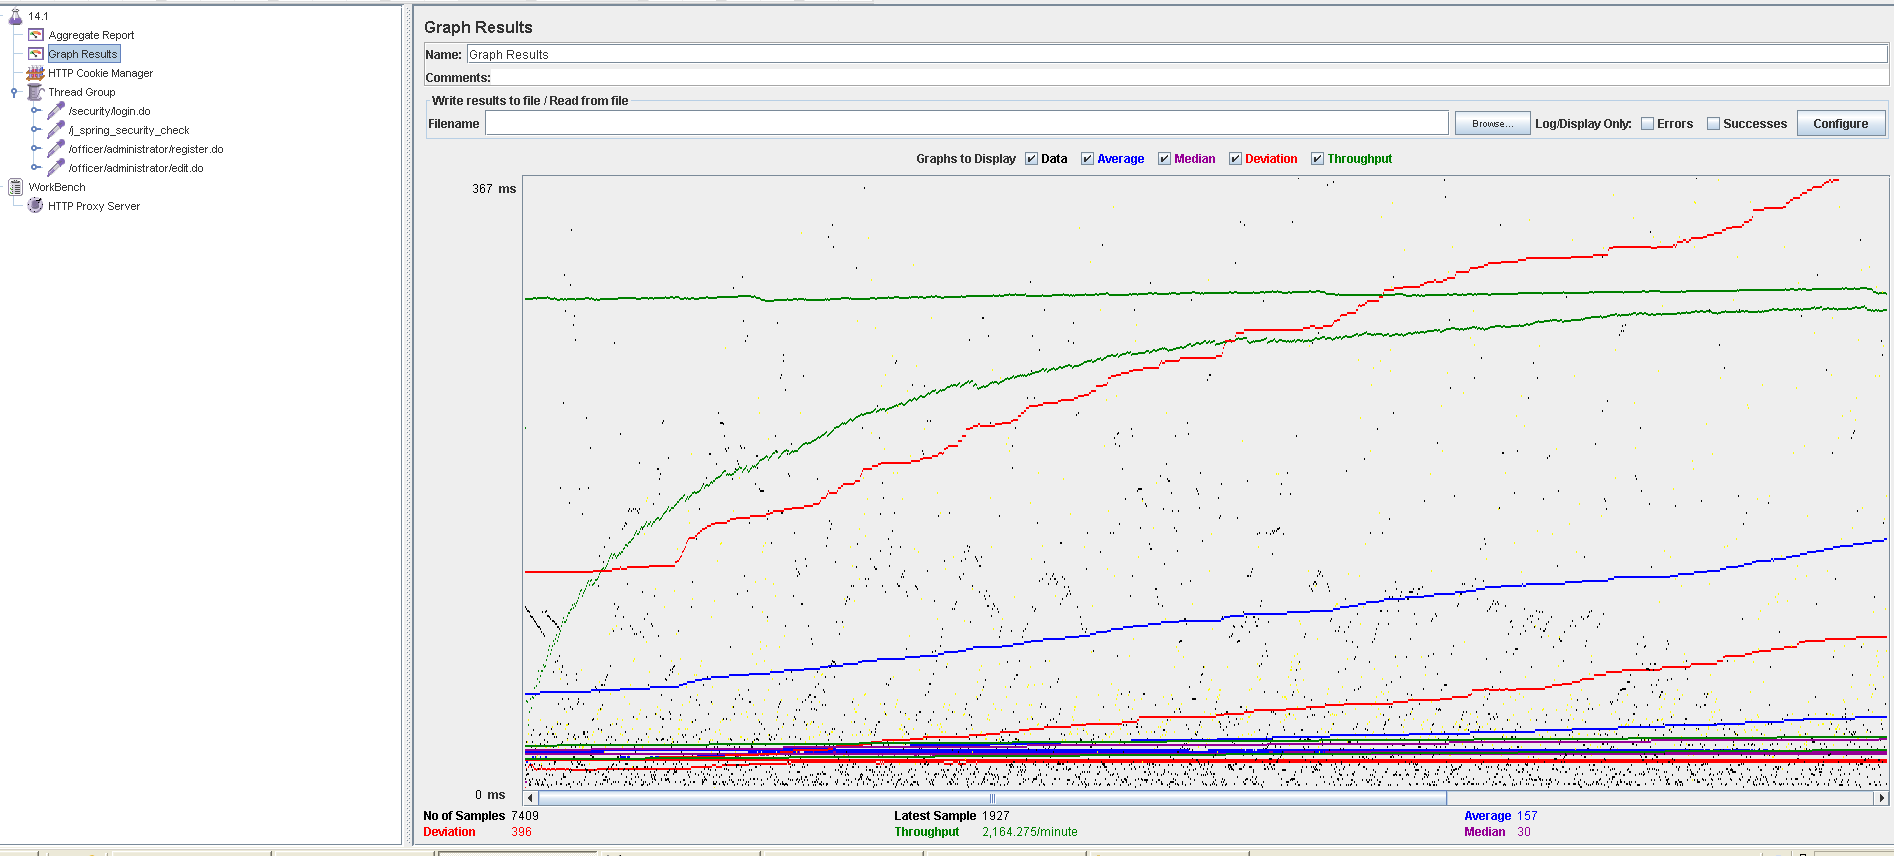 14.1
Aggregate Report
Graph Results
HTTP Cookie Manager
Thread Group
/security/login.do
/j_spring_security_check
/officer/administrator/register.do
/officer/administrator/edit.do
WorkBench
HTTP Proxy Server
Graph Results
Name: Graph Results
Comments:
Write results to file / Read from file
Filename Browse... Log/Display Only: Errors Successes Configure
Graphs to Display Data Average Median Deviation Throughput
367 ms
0 ms
No of Samples 7409 Latest Sample 1927 Average 157
Deviation 396 Throughput 2,164.275/minute Median 30